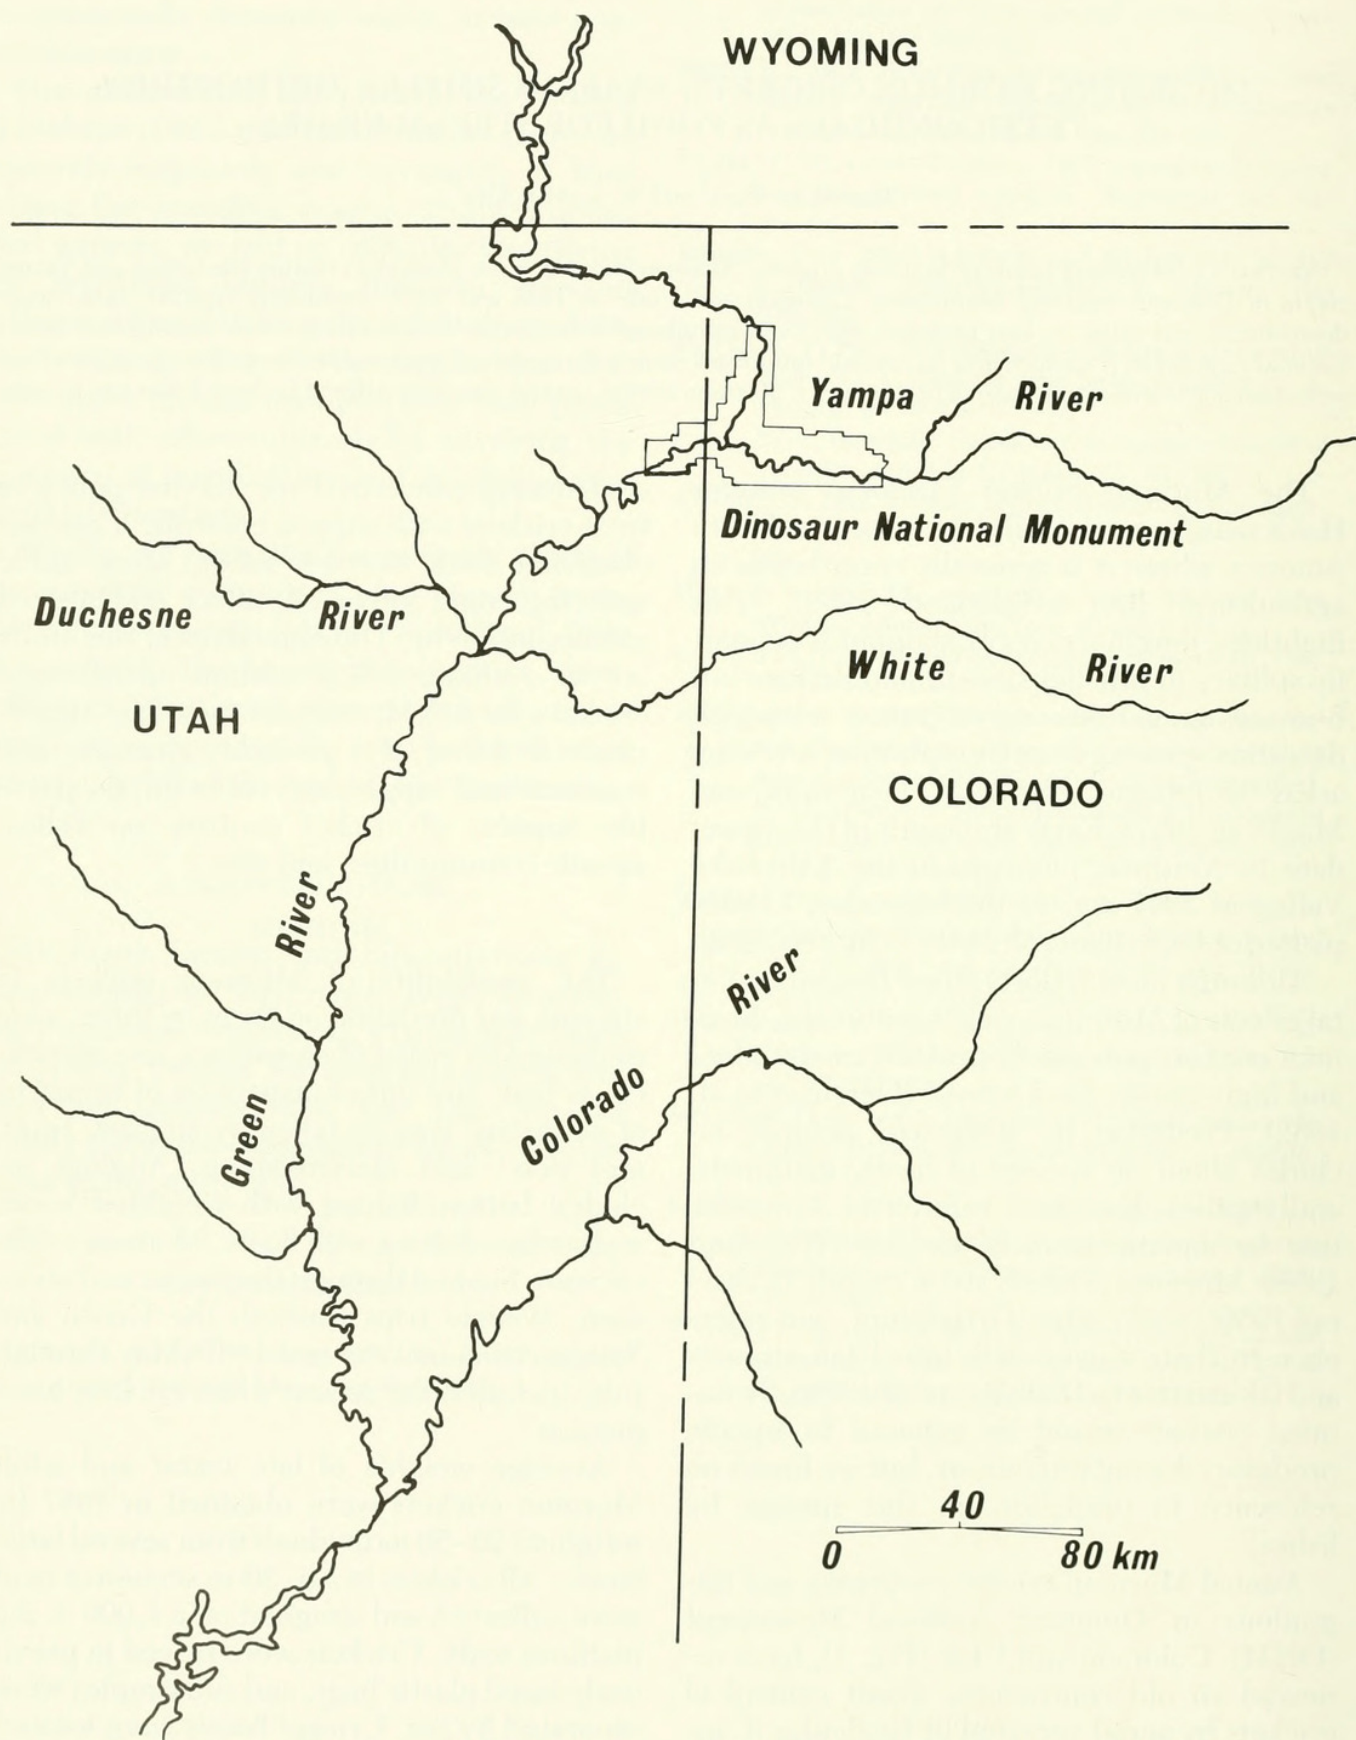 WYOMING
Yampa River
Dinosaur National Monument
Duchesne River
White River
UTAH
COLORADO
Green River
Colorado River
40
0 80 km